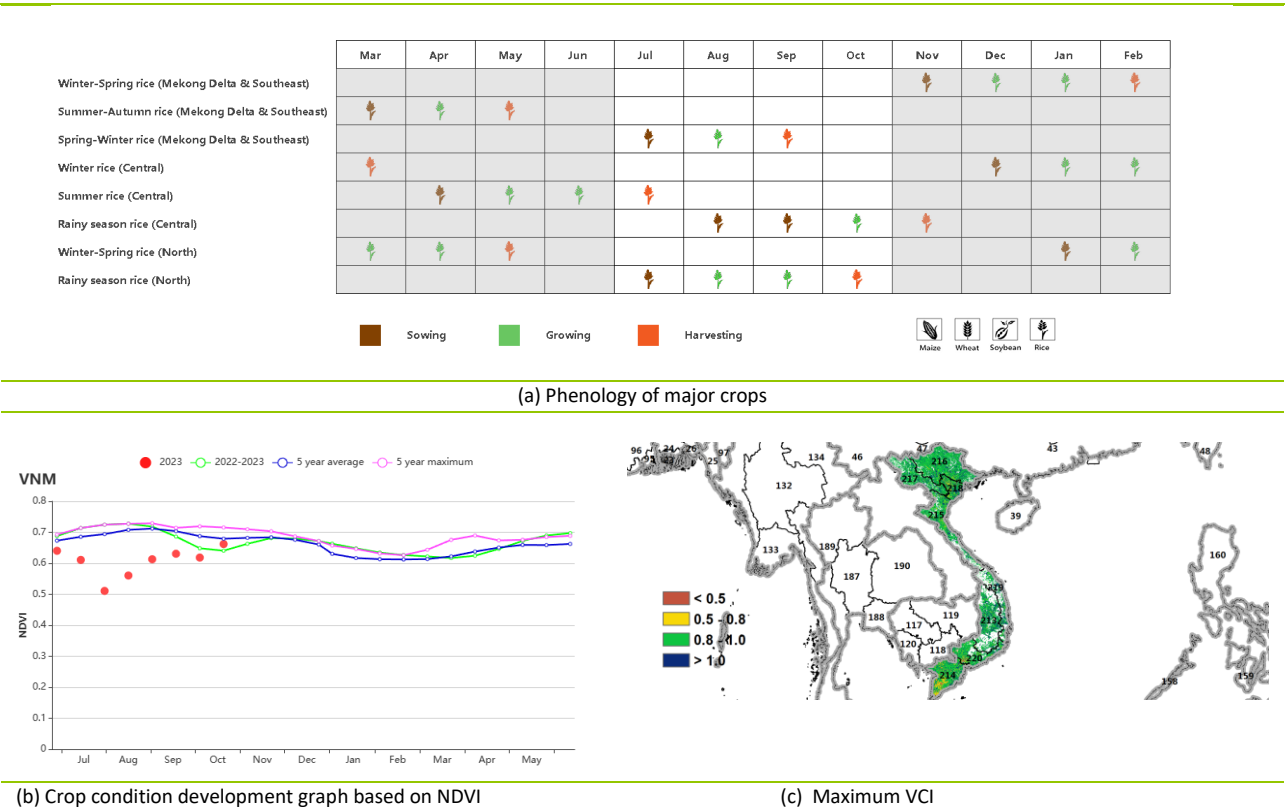 Mar Apr May Jun Jul Aug Sep Oct Nov Dec Jan Feb
Winter-Spring rice (Mekong Delta & Southeast)
Summer-Autumn rice (Mekong Delta & Southeast)
Spring-Winter rice (Mekong Delta & Southeast)
Winter rice (Central)
Summer rice (Central)
Rainy season rice (Central)
Winter-Spring rice (North)
Rainy season rice (North)
Sowing Growing Harvesting
Maize Wheat Soybean Rice
(a) Phenology of major crops
2023 2022-2023 5 year average 5 year maximum
VNM
0.8
0.7
0.6
0.5
0.4
0.3
0.2
0.1
0
NDVI
Jul Aug Sep Oct Nov Dec Jan Feb Mar Apr May
96 24 26 97 134 46 47 43 48
25
132
216
217
218
39
215
133
189
190
160
187
188
119
117
120
118
213
220
214
158
159
< 0.5
0.5 - 0.8
0.8 - 1.0
> 1.0
(b) Crop condition development graph based on NDVI
(c) Maximum VCI